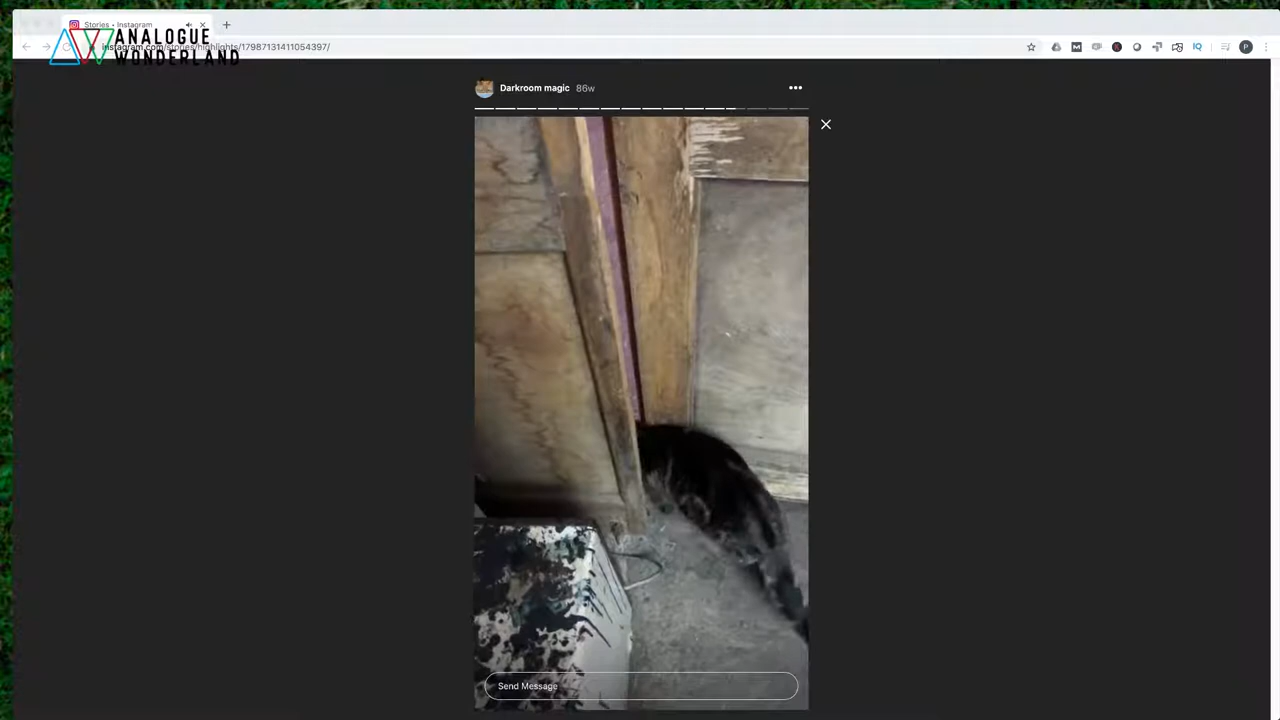 Stories • Instagram
ANALOGUE
WONDERLAND
instagram.com/stories/highlights/17987131411054397/
Darkroom magic 86w
Send Message